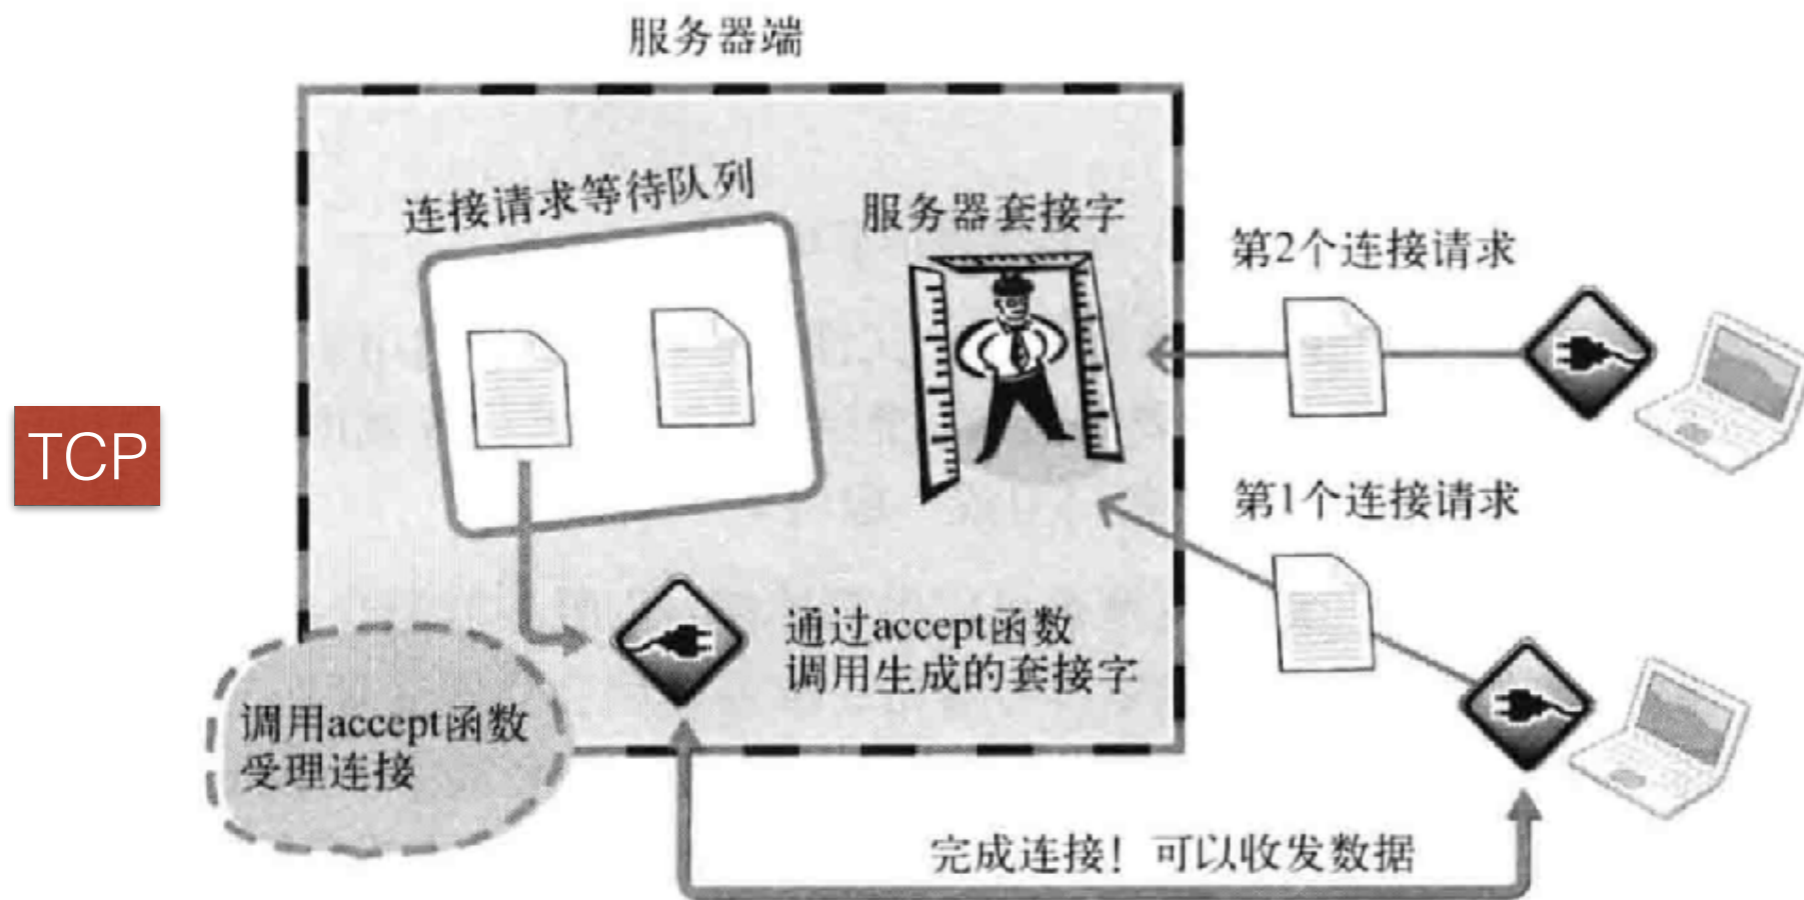 服务器端
连接请求等待队列
服务器套接字
第2个连接请求
TCP
第1个连接请求
通过accept函数
调用生成的套接字
调用accept函数
受理连接
完成连接！可以收发数据